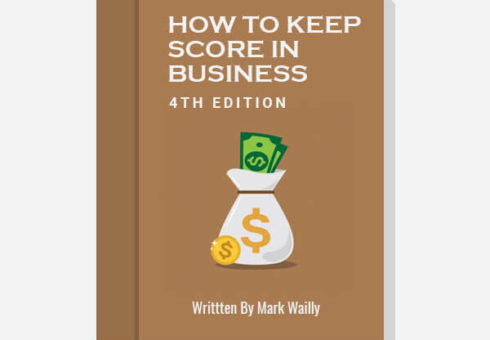 HOW TO KEEP
SCORE IN
BUSINESS
4TH EDITION
$
$
$
Writtten By Mark Wailly